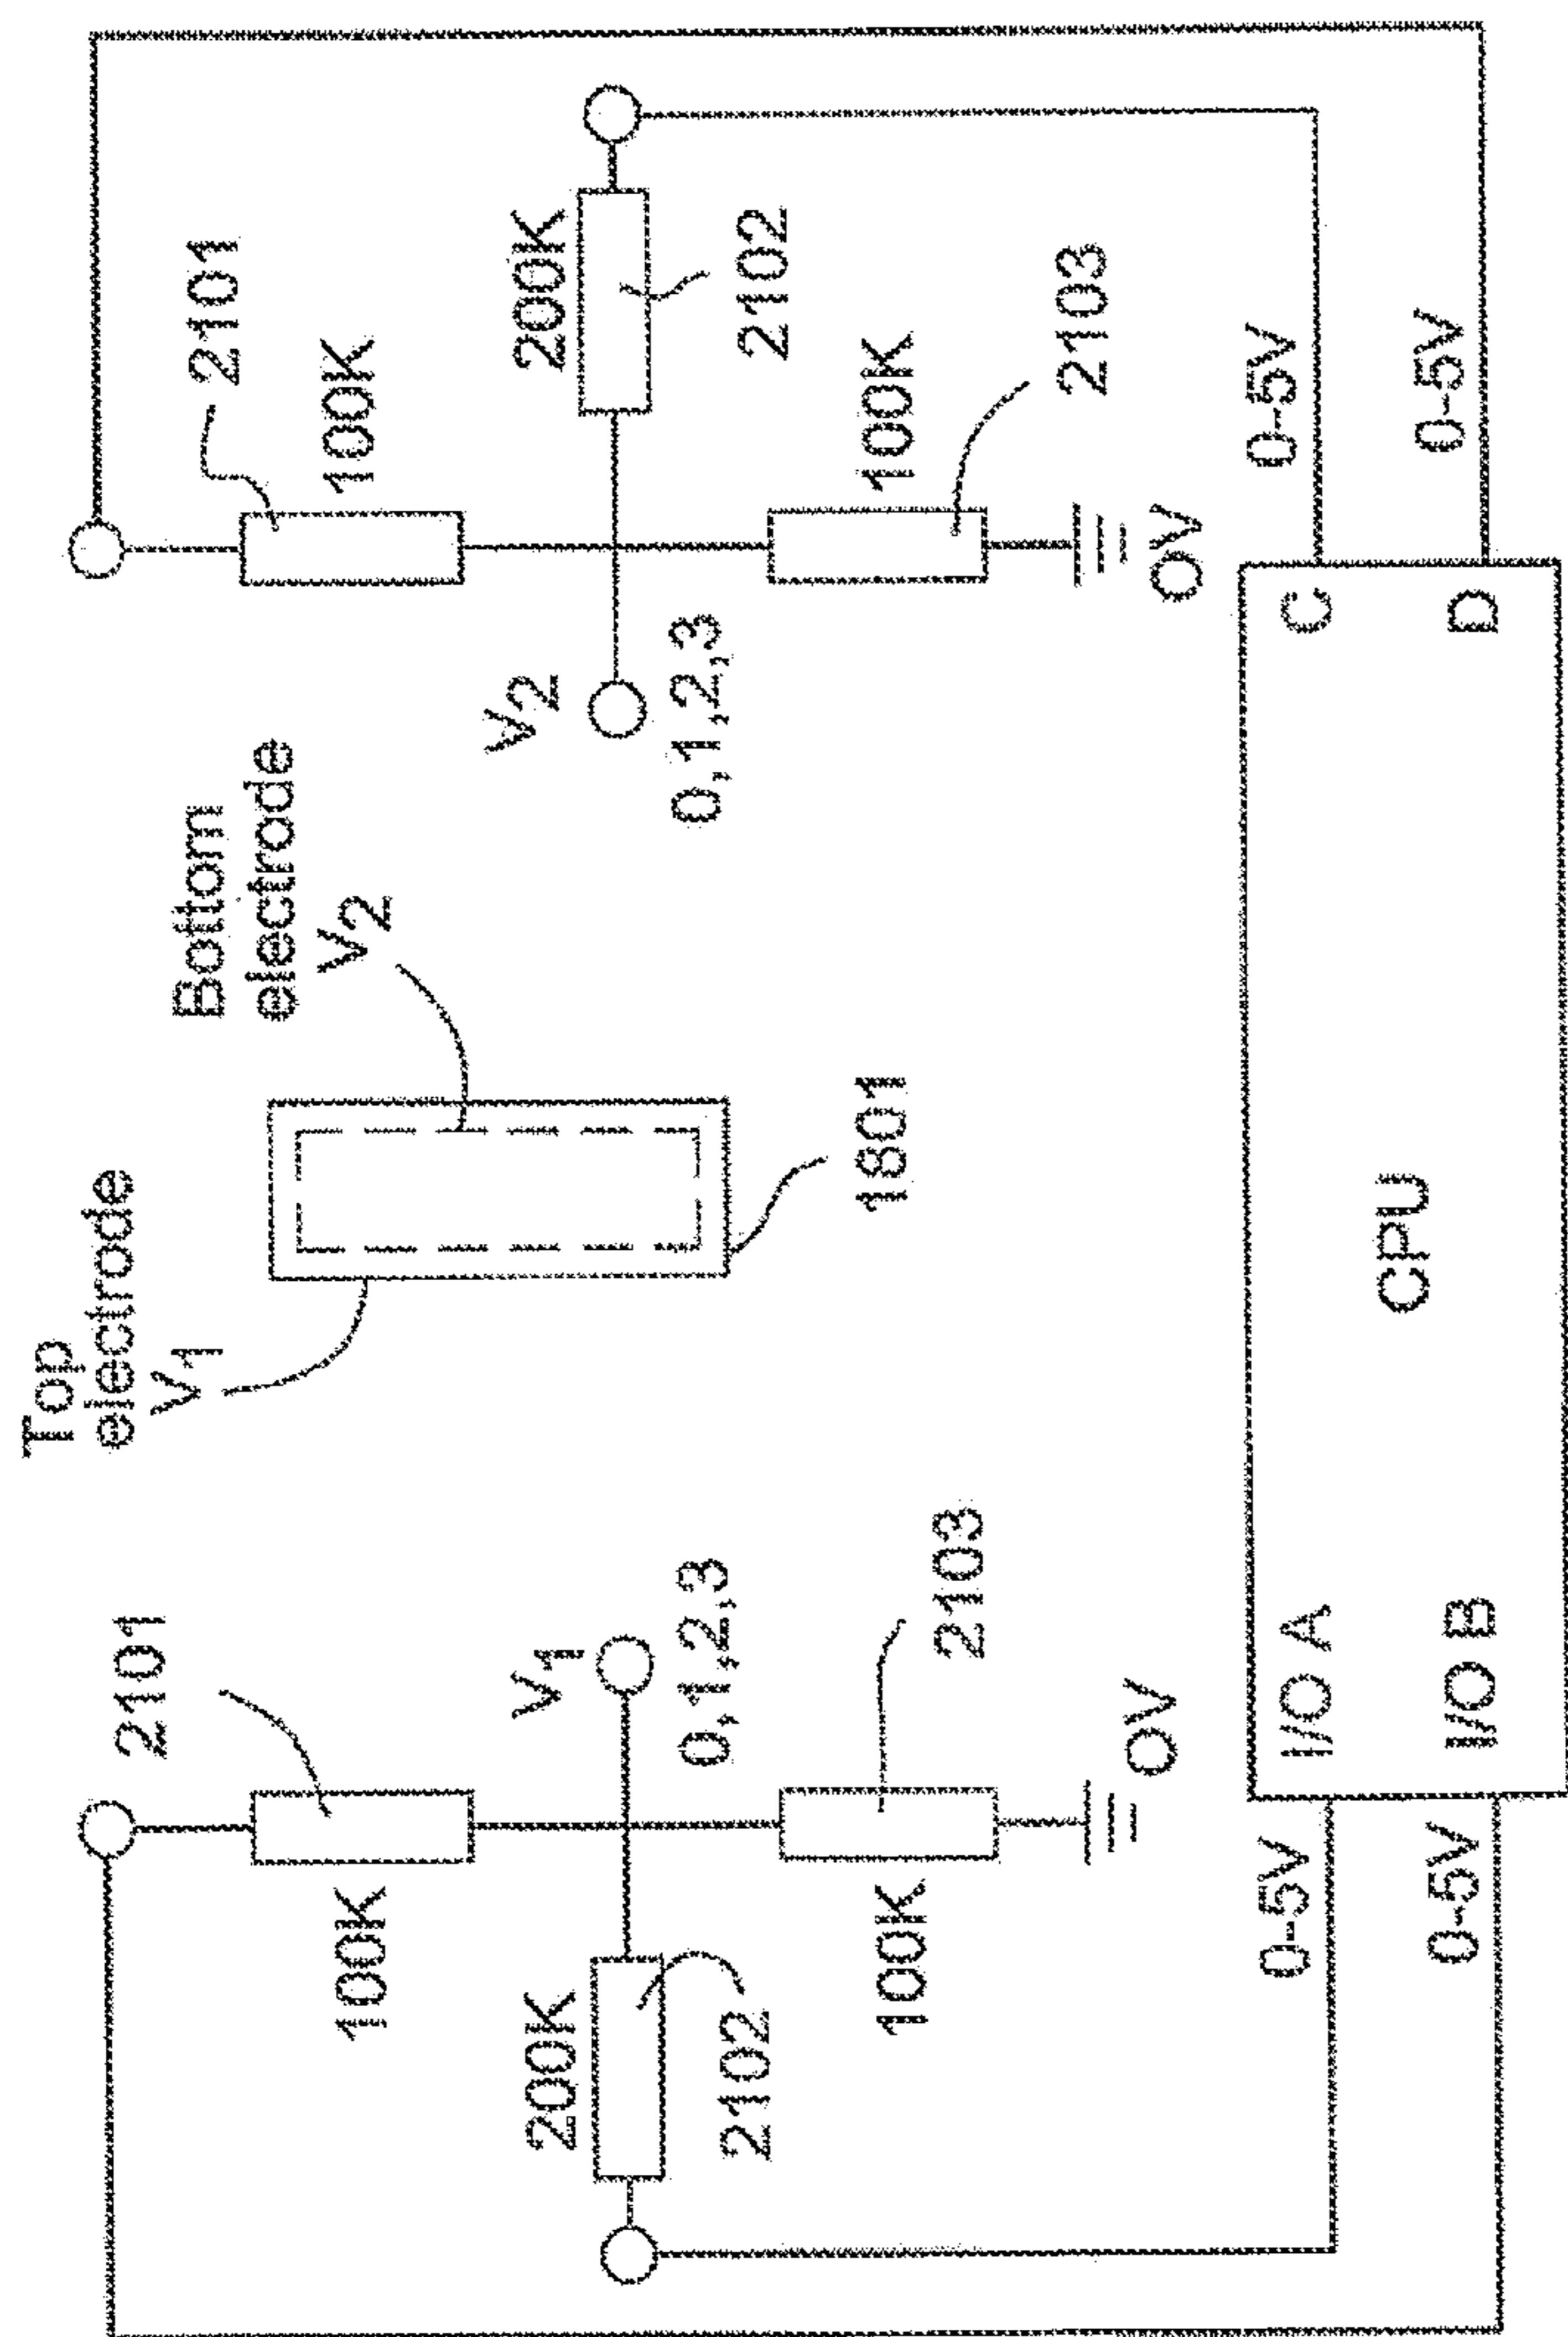 Top
electrode
V1
Bottom
electrode
V2
2101
100K
V1
0,1,2,3
200K
2102
100K
2103
0V
1801
2101
100K
V2
0,1,2,3
200K
2102
100K
2103
0V
0-5V
I/O A
C
0-5V
CPU
0-5V
I/O B
D
0-5V